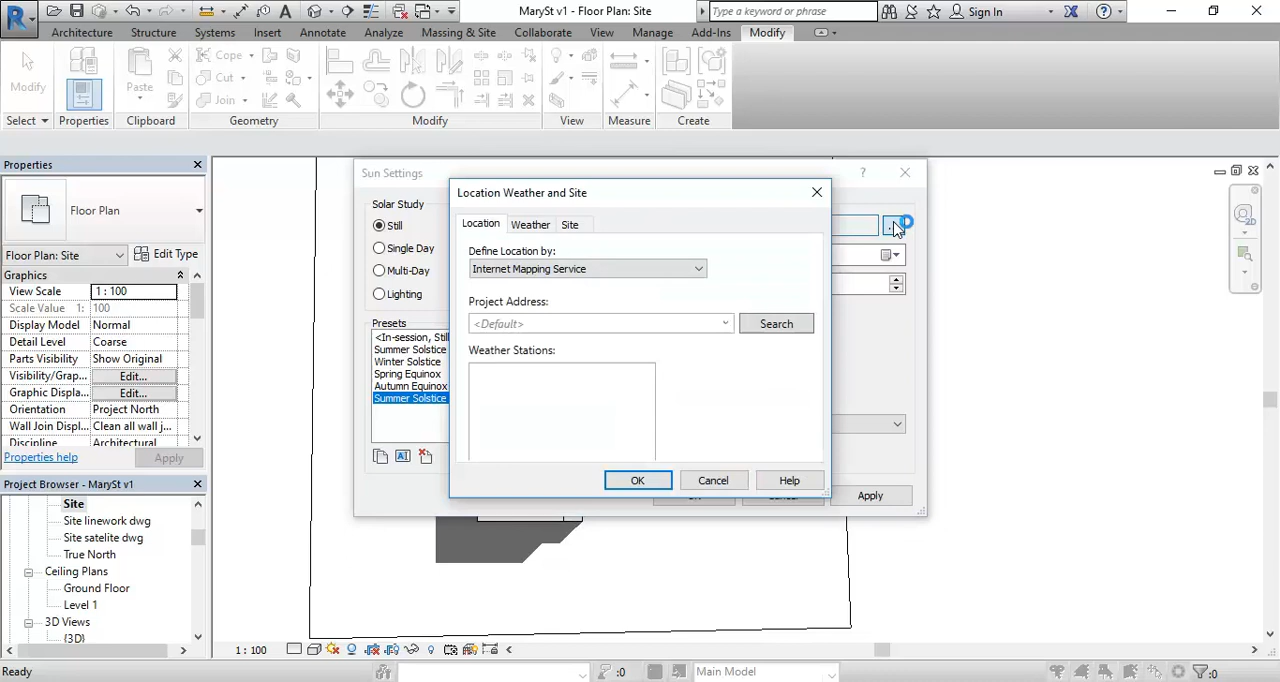 MarySt v1 - Floor Plan: Site
Type a keyword or phrase
Sign In
Architecture Structure Systems Insert Annotate Analyze Massing & Site Collaborate View Manage Add-Ins Modify
Modify
Paste
Cope
Cut
Join
Select Properties Clipboard Geometry Modify View Measure Create
Properties
Floor Plan
Floor Plan: Site
Edit Type
Graphics
View Scale 1 : 100
Scale Value 1: 100
Display Model Normal
Detail Level Coarse
Parts Visibility Show Original
Visibility/Grap... Edit...
Graphic Displa... Edit...
Orientation Project North
Wall Join Displ... Clean all wall j...
Discipline Architectural
Properties help
Apply
Project Browser - MarySt v1
Site
Site linework dwg
Site satelite dwg
True North
Ceiling Plans
Ground Floor
Level 1
3D Views
{3D}
Sun Settings
Solar Study
Still
Single Day
Multi-Day
Lighting
Presets
<In-session, Still
Summer Solstice
Winter Solstice
Spring Equinox
Autumn Equinox
Summer Solstice
Apply
Location Weather and Site
Location Weather Site
Define Location by:
Internet Mapping Service
Project Address:
<Default>
Search
Weather Stations:
OK
Cancel
Help
1 : 100
Ready
:0
Main Model
:0